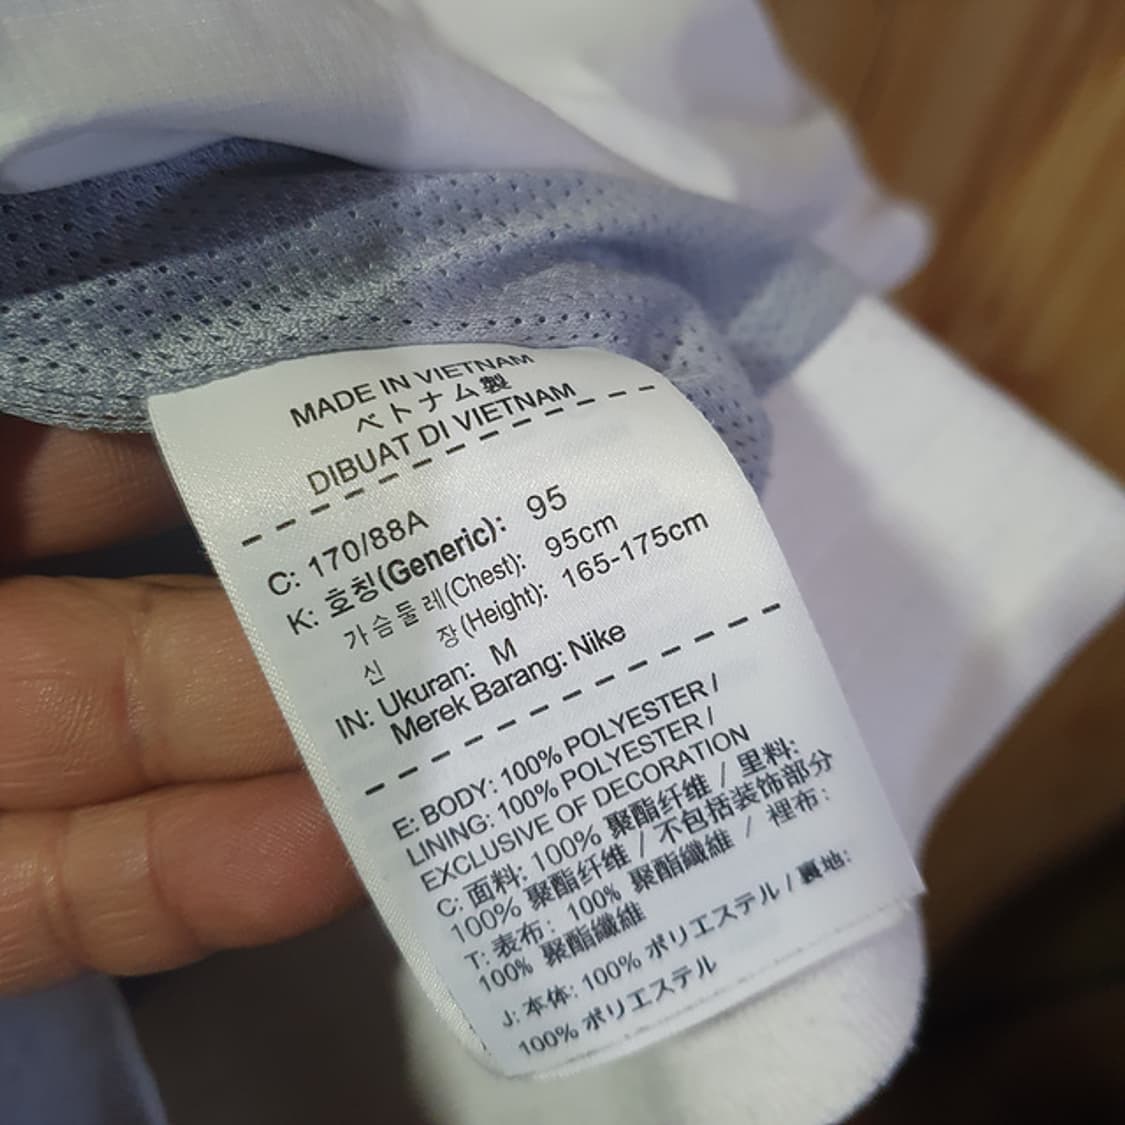 MADE IN VIETNAM
ベトナム製
DIBUAT DI VIETNAM
C: 170/88A
K: 호칭(Generic): 95
가슴둘레(Chest): 95cm
신 장(Height): 165-175cm
IN: Ukuran: M
Merek Barang: Nike
E: BODY: 100% POLYESTER /
LINING: 100% POLYESTER /
EXCLUSIVE OF DECORATION
C: 面料: 100% 聚酯纤维 / 里料:
100% 聚酯纤维 / 不包括装饰部分
T: 表布: 100% 聚酯纖維 / 裡布:
100% 聚酯纖維
J: 本体: 100% ポリエステル / 裏地:
100% ポリエステル